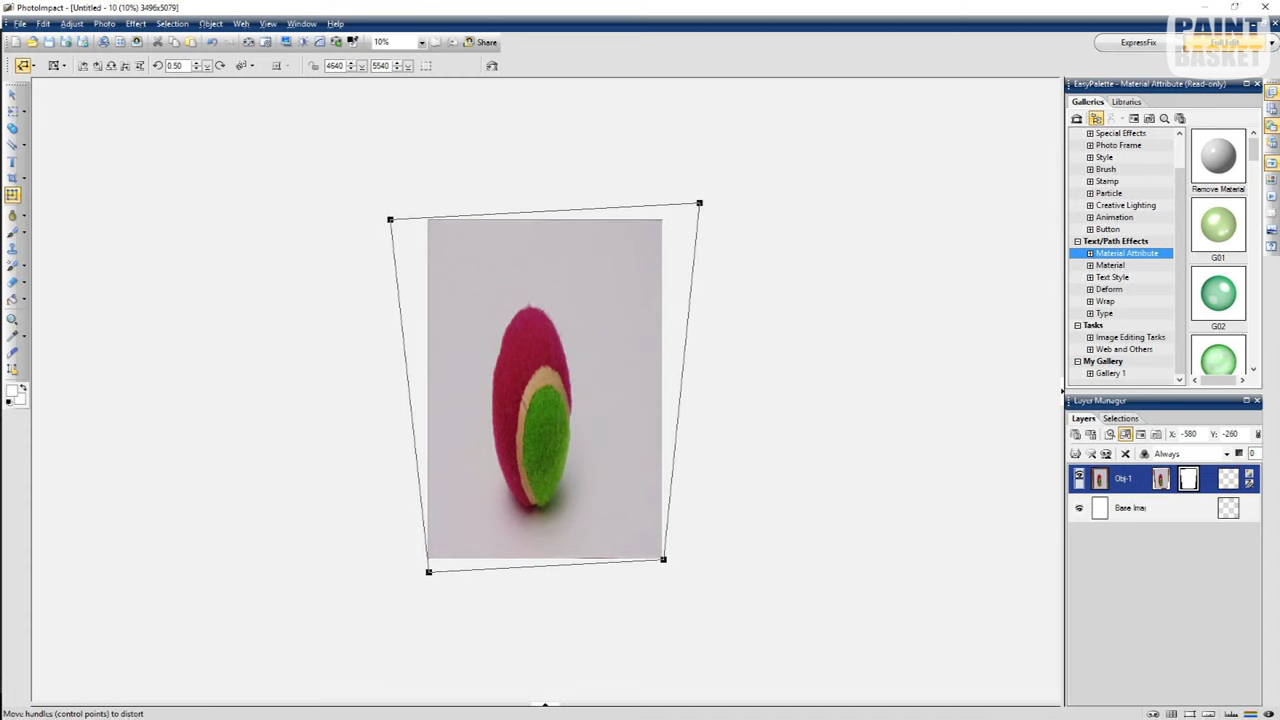 PhotoImpact - [Untitled - 10 (10%) 3496x5079]
File Edit Adjust Photo Effect Selection Object Web View Window Help
PAINT BASKET
10% Share ExpressFix Full Edit
0.50 4640 5540
EasyPalette - Material Attribute (Read-only)
Galleries Libraries
Special Effects
Photo Frame
Style
Brush
Stamp
Particle
Creative Lighting
Animation
Button
Text/Path Effects
Material Attribute
Material
Text Style
Deform
Wrap
Type
Tasks
Image Editing Tasks
Web and Others
My Gallery
Gallery 1
Remove Material
G01
G02
Layer Manager
Layers Selections
X: -580 Y: -260
Always 0
Obj-1
Base Imag
Move handles (control points) to distort